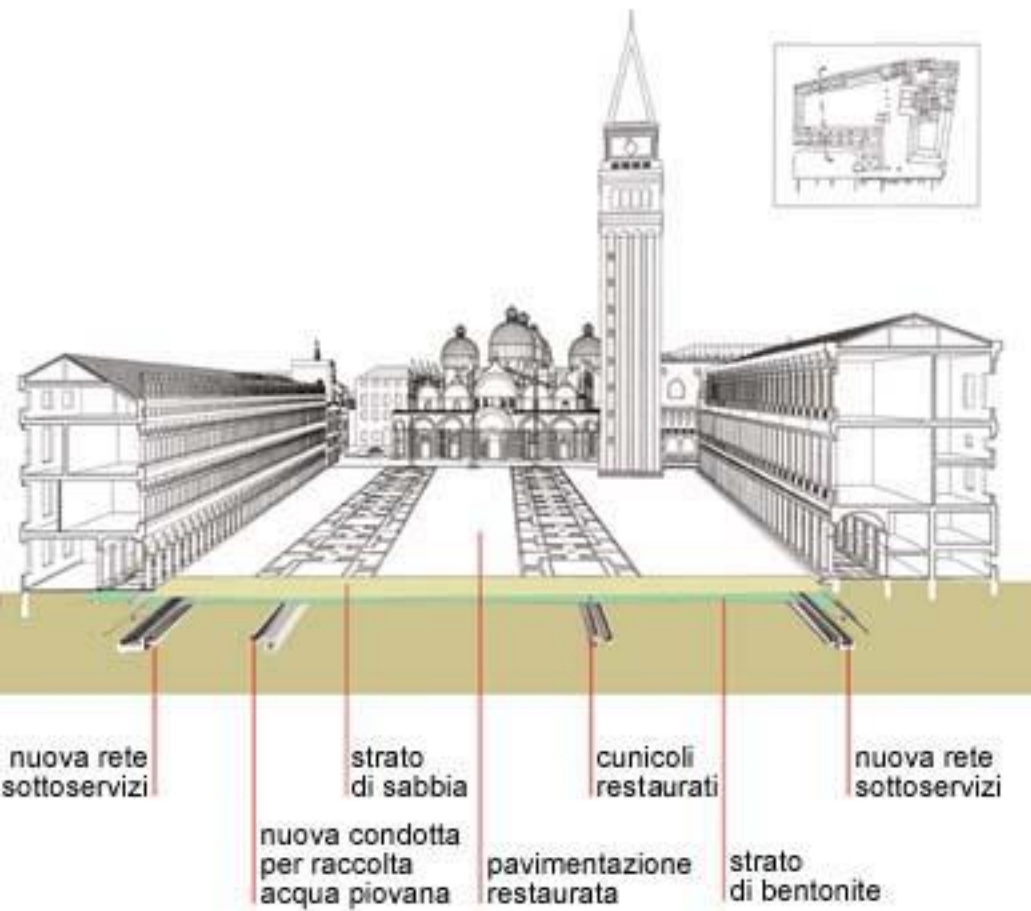 nuova rete
sottoservizi
strato
di sabbia
cunicoli
restaurati
nuova rete
sottoservizi
nuova condotta
per raccolta
acqua piovana
pavimentazione
restaurata
strato
di bentonite